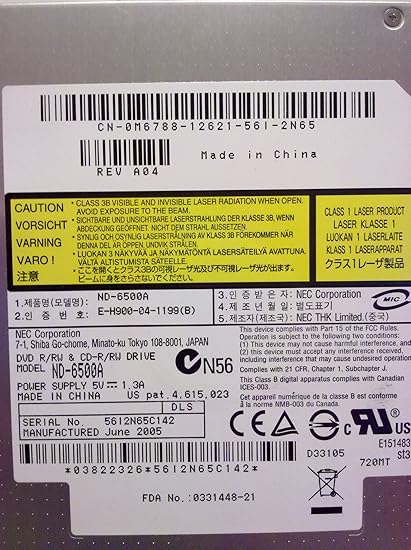 CN-0M6788-12621-56I-2N65
REV A04
Made in China
CAUTION
VORSICHT
VARNING
VARO !
注意
• CLASS 3B VISIBLE AND INVISIBLE LASER RADIATION WHEN OPEN.
AVOID EXPOSURE TO THE BEAM.
• SICHTBARE UND UNSICHTBARE LASERSTRAHLUNG DER KLASSE 3B, WENN
ABDECKUNG GEÖFFNET. NICHT DEM STRAHL AUSSETZEN.
• SYNLIG OCH OSYNLIG LASERSTRÅLNING AV KLASS 3B FÖREKOMMER NÄR
DENNA DEL ÄR ÖPPEN, UNDVIK STRÅLEN.
• LUOKAN 3 NÄKYVÄÄ JA NÄKYMÄTÖNTÄ LASERSÄTEILYÄ AVATTUNA.
VÄLTÄ ALTISTUMISTA SÄTEELLE.
• ここを開くとクラス3Bの可視レーザ光及び不可視レーザ光が出ます。
ビームに身をさらさないこと。
CLASS 1 LASER PRODUCT
LASER KLASSE 1
LUOKAN 1 LASERLAITE
KLASS 1 LASERAPPARAT
クラス1レーザ製品
1.제품명(모델명): ND-6500A
2. 인 증 번 호 : E-H900-04-1199(B)
3. 인 증 받 은 자 : NEC Corporation
4. 제 조 년 월 일 : 별도표기
5. 제조자(제조국): NEC THK Limited.(중국)
MIC
NEC Corporation
7-1, Shiba Go-chome, Minato-ku Tokyo 108-8001, JAPAN
DVD R/RW & CD-R/RW DRIVE
MODEL ND-6500A
POWER SUPPLY 5V⎓ 1.3A
MADE IN CHINA US pat.4,615,023
N56
This device complies with Part 15 of the FCC Rules.
Operation is subject to the following two conditions:
(1) This device may not cause harmful interference, and
(2) this device must accept any interference received,
including interference that may cause undesired operation.
Complies with 21 CFR, Chapter 1, Subchapter J.
This Class B digital apparatus complies with Canadian
ICES-003.
Cet appareil numérique de la classe B est conforme
à la norme NMB-003 du Canada.
DLS
SERIAL No. 56I2N65C142
MANUFACTURED June 2005
CE
c RU US
E151483
D33105
720MT
*03822326*56I2N65C142*
FDA No.:0331448-21